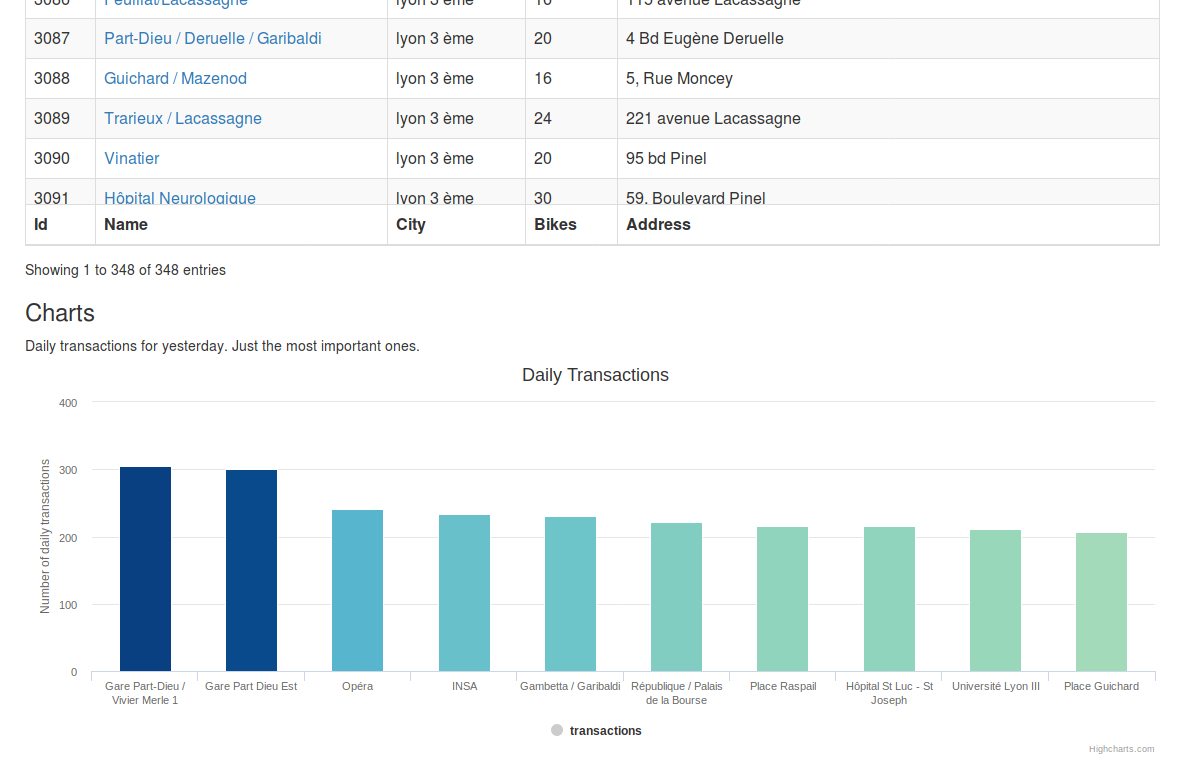 3086 Feuillat/Lacassagne lyon 3 ème 16 115 avenue Lacassagne
3087 Part-Dieu / Deruelle / Garibaldi lyon 3 ème 20 4 Bd Eugène Deruelle
3088 Guichard / Mazenod lyon 3 ème 16 5, Rue Moncey
3089 Trarieux / Lacassagne lyon 3 ème 24 221 avenue Lacassagne
3090 Vinatier lyon 3 ème 20 95 bd Pinel
3091 Hôpital Neurologique lyon 3 ème 30 59, Boulevard Pinel
Id Name City Bikes Address
Showing 1 to 348 of 348 entries
Charts
Daily transactions for yesterday. Just the most important ones.
Daily Transactions
Number of daily transactions
400
300
200
100
0
Gare Part-Dieu /
Vivier Merle 1
Gare Part Dieu Est
Opéra
INSA
Gambetta / Garibaldi
République / Palais
de la Bourse
Place Raspail
Hôpital St Luc - St
Joseph
Université Lyon III
Place Guichard
transactions
Highcharts.com